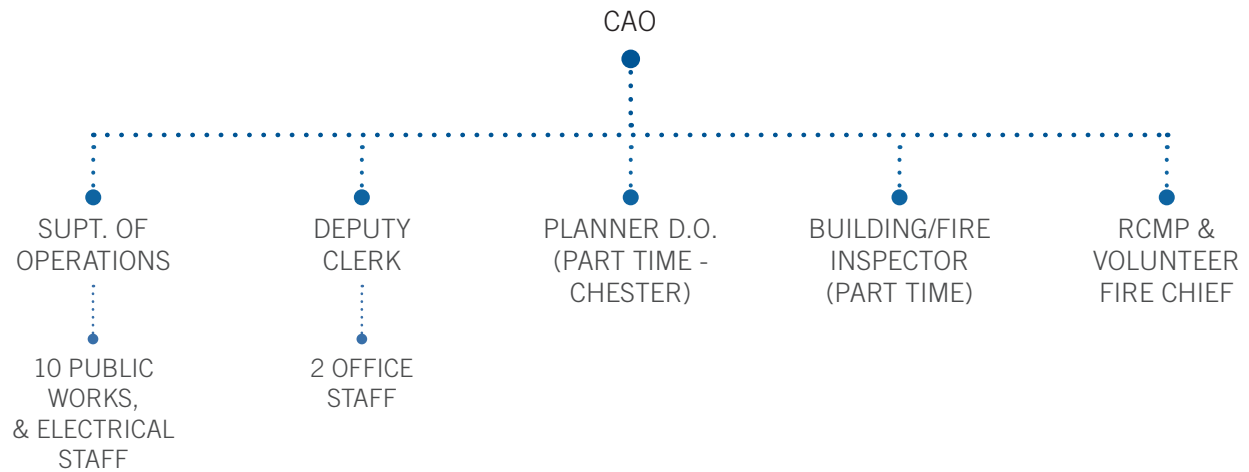 CAO
SUPT. OF
OPERATIONS
DEPUTY
CLERK
PLANNER D.O.
(PART TIME -
CHESTER)
BUILDING/FIRE
INSPECTOR
(PART TIME)
RCMP &
VOLUNTEER
FIRE CHIEF
10 PUBLIC
WORKS,
& ELECTRICAL
STAFF
2 OFFICE
STAFF